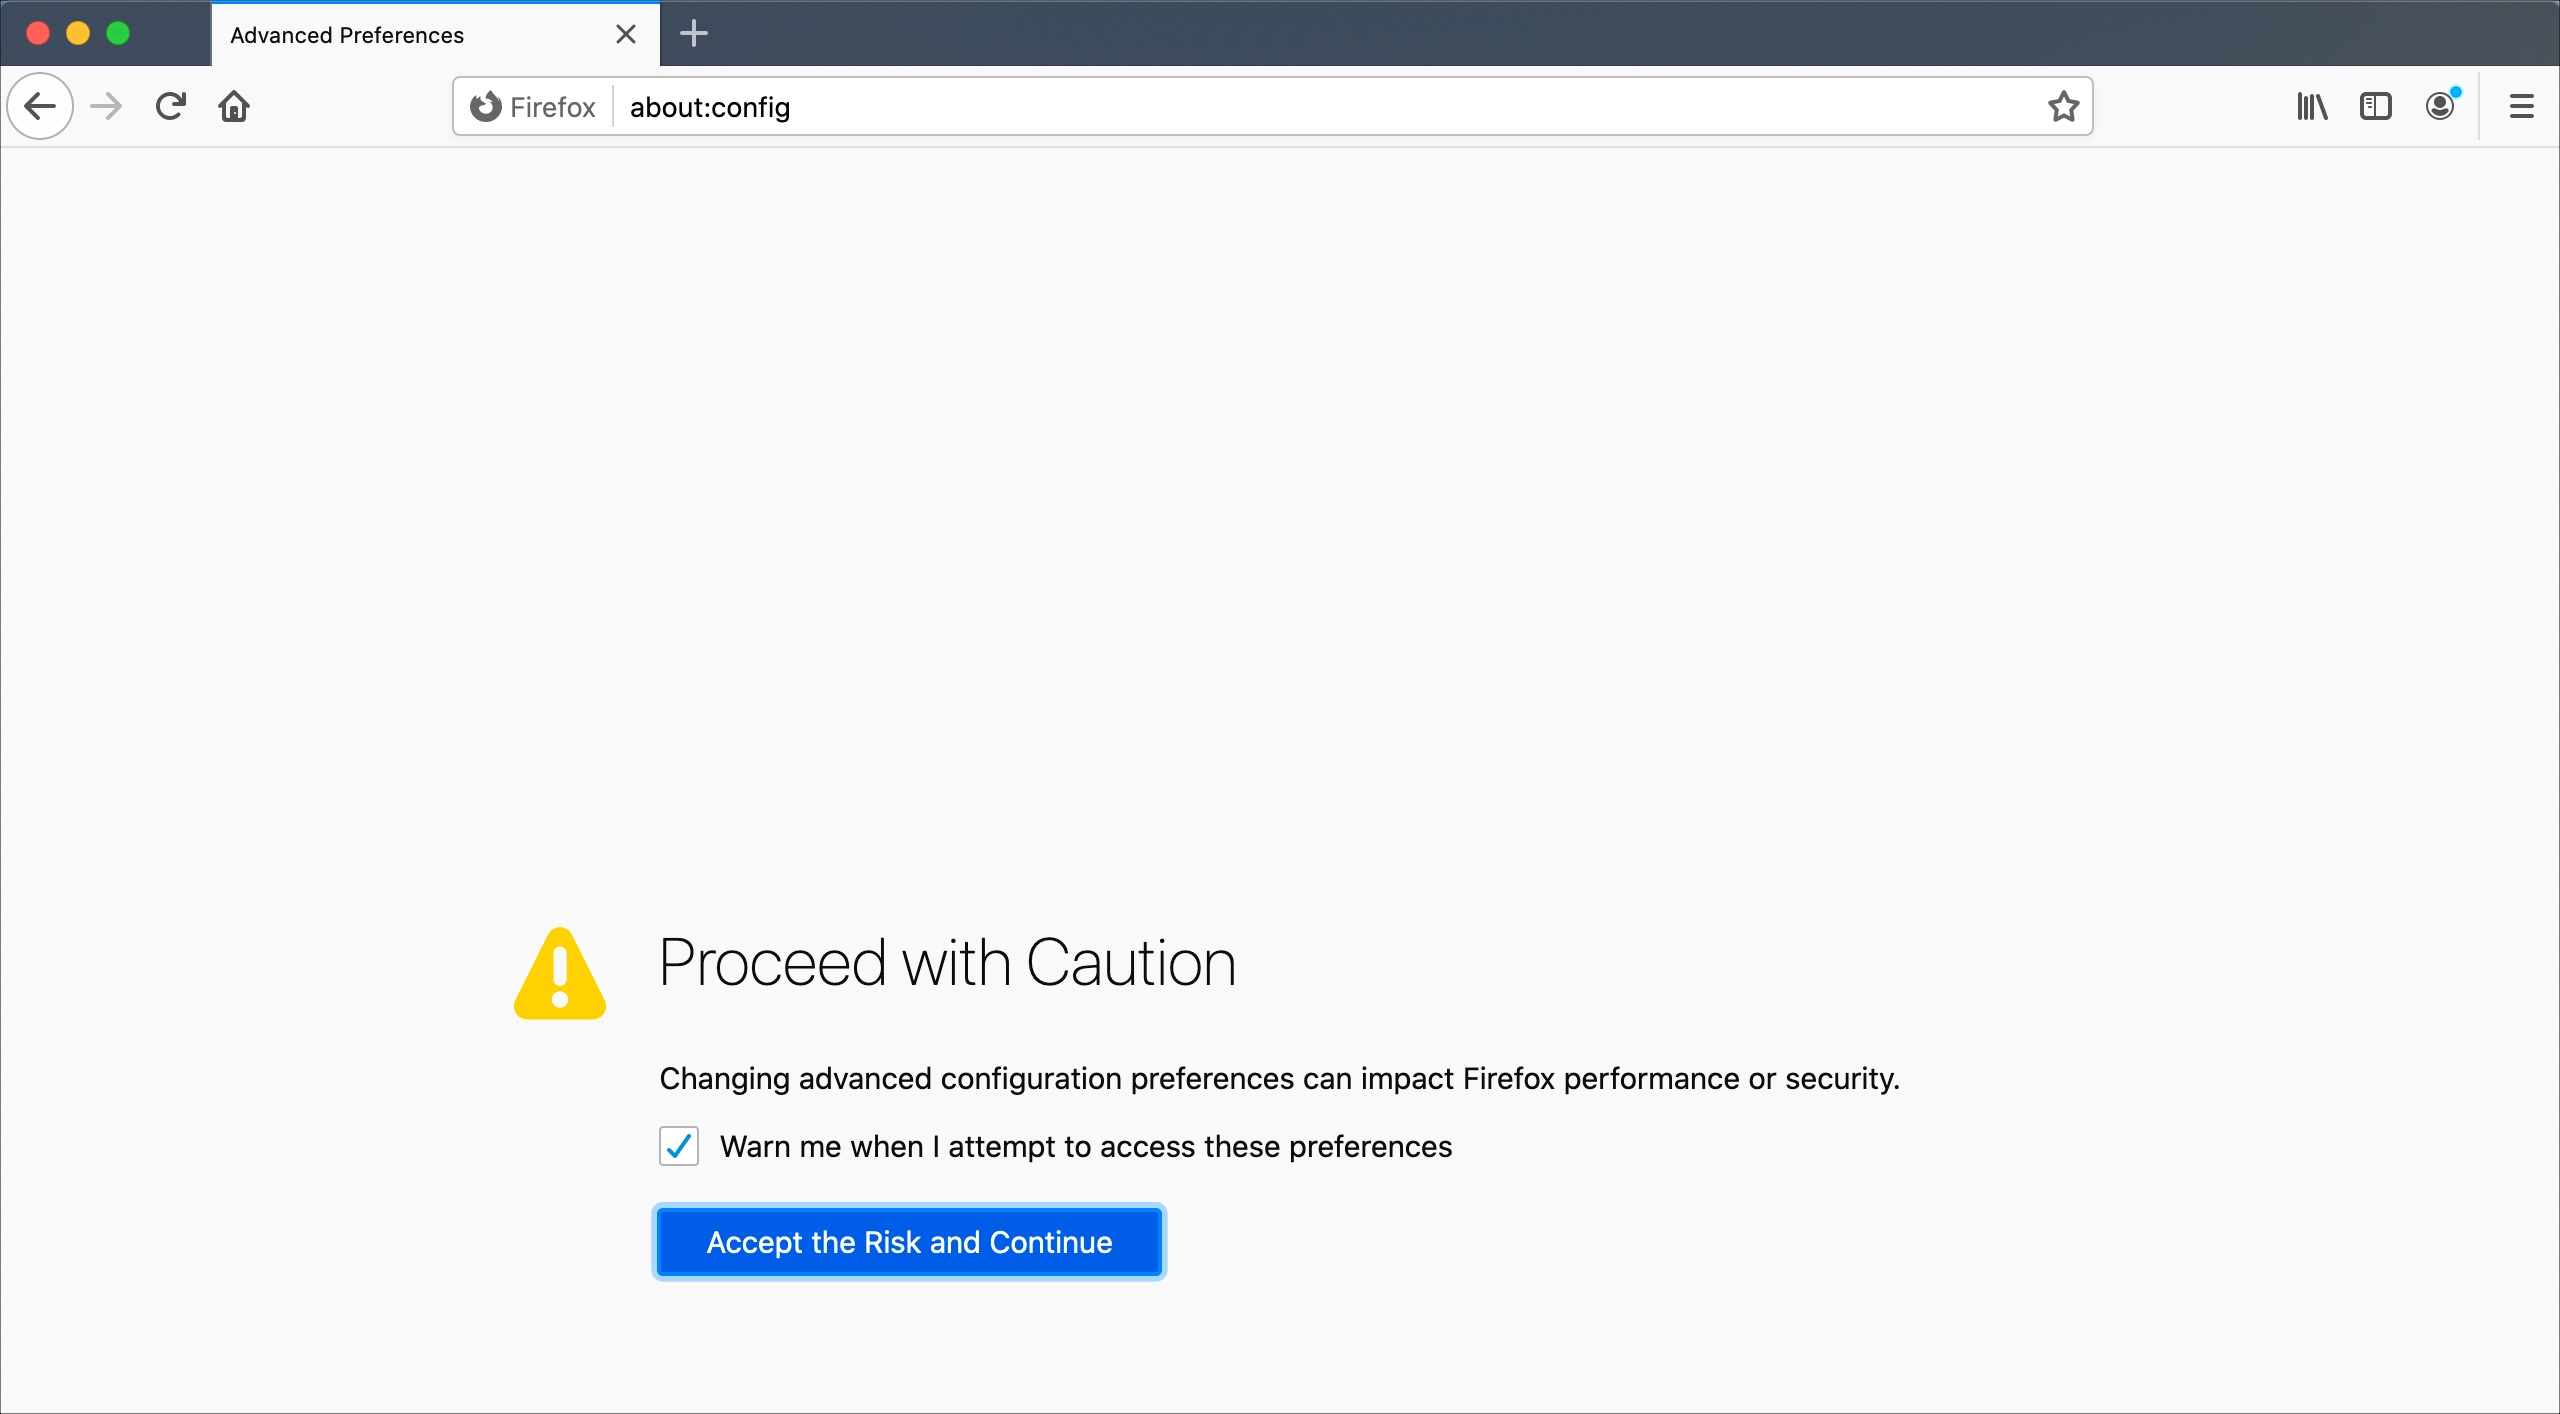 Advanced Preferences
Firefox about:config
Proceed with Caution
Changing advanced configuration preferences can impact Firefox performance or security.
Warn me when I attempt to access these preferences
Accept the Risk and Continue